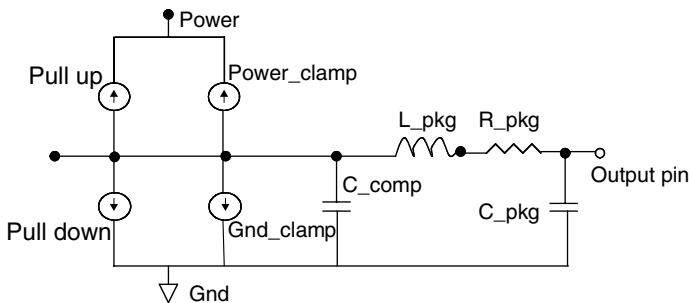 Power
Pull up
Power_clamp
L_pkg
R_pkg
C_comp
Output pin
C_pkg
Pull down
Gnd_clamp
Gnd